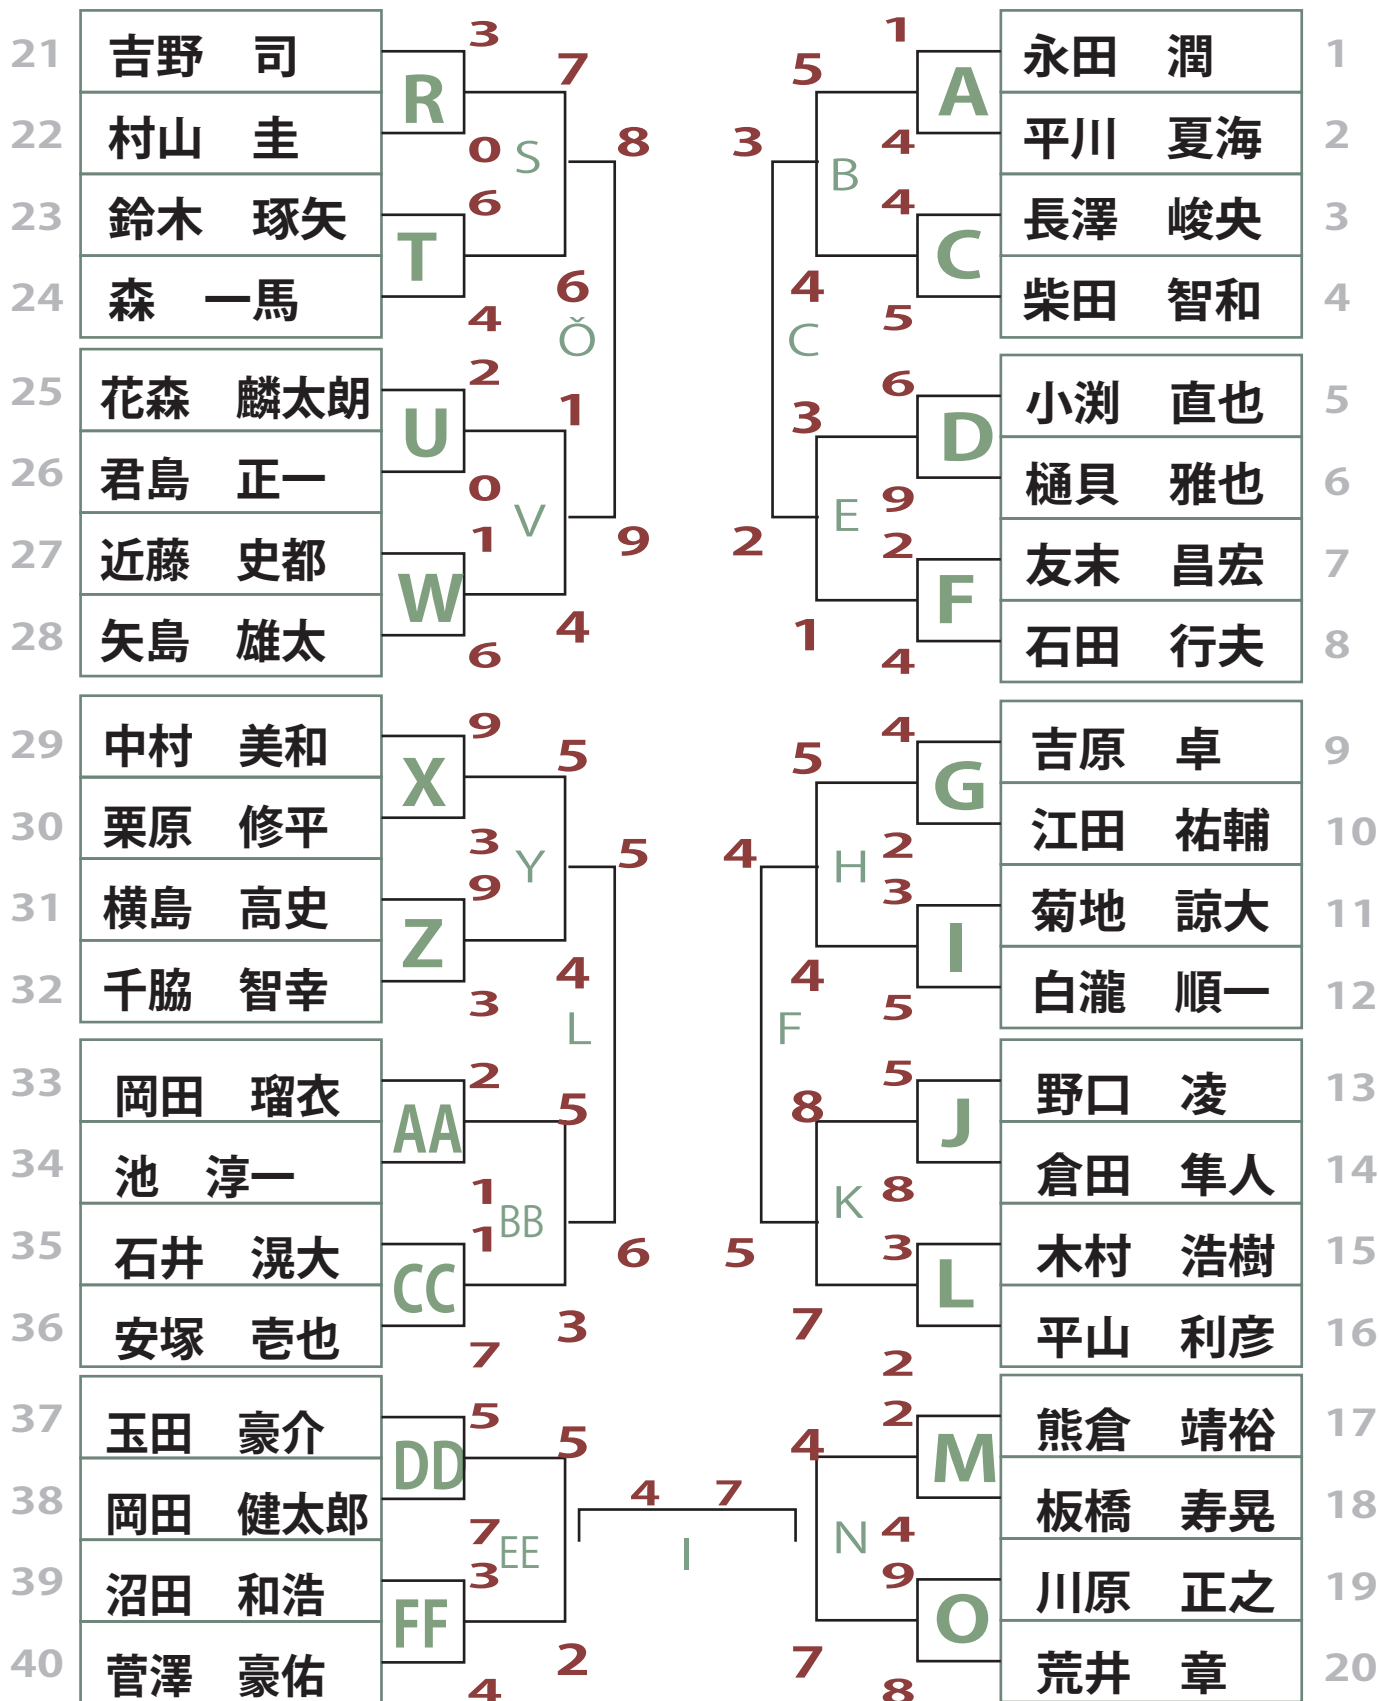 21 吉野 司 3
7
R
22 村山 圭 0
S
8
23 鈴木 琢矢 6
T
24 森 一馬 4
6
Ǒ
25 花森 麟太朗 2
1
U
26 君島 正一 0
V
9
27 近藤 史都 1
W
28 矢島 雄太 6
4
29 中村 美和 9
5
X
30 栗原 修平 3
Y
5
31 横島 高史 9
Z
32 千脇 智幸 3
4
L
33 岡田 瑠衣 2
5
AA
34 池 淳一 1
BB
6
35 石井 滉大 1
CC
36 安塚 壱也 7
3
37 玉田 豪介 5
5
DD
38 岡田 健太郎 7
EE
39 沼田 和浩 3
FF
40 菅澤 豪佑 4
2
4 7
I
1 永田 潤 1
5
A
3
B
4 平川 夏海 2
4 長澤 峻央 3
C
5 柴田 智和 4
4
C
6 小渕 直也 5
3
D
9 樋貝 雅也 6
E
2
2 友末 昌宏 7
F
4 石田 行夫 8
1
4 吉原 卓 9
5
G
2 江田 祐輔 10
H
4
3 菊地 諒大 11
I
5 白瀧 順一 12
4
F
5 野口 凌 13
8
J
8 倉田 隼人 14
K
5
3 木村 浩樹 15
L
2 平山 利彦 16
7
2 熊倉 靖裕 17
4
M
4 板橋 寿晃 18
N
9 川原 正之 19
O
8 荒井 章 20
7